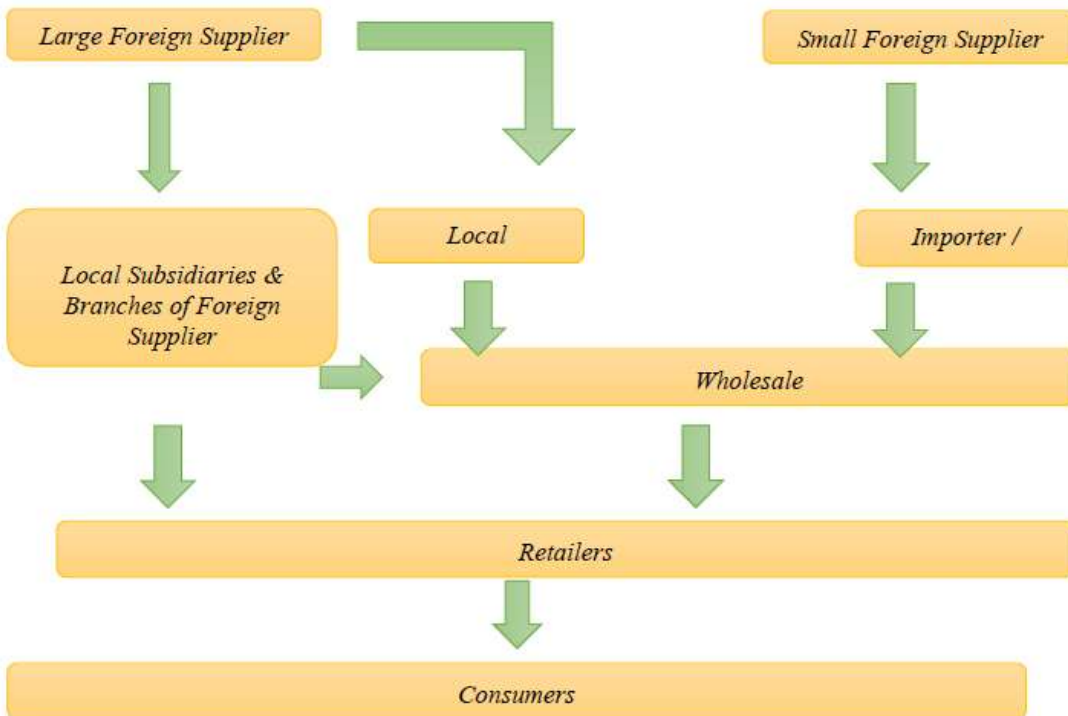 Large Foreign Supplier
Small Foreign Supplier
Local
Importer /
Local Subsidiaries &
Branches of Foreign
Supplier
Wholesale
Retailers
Consumers